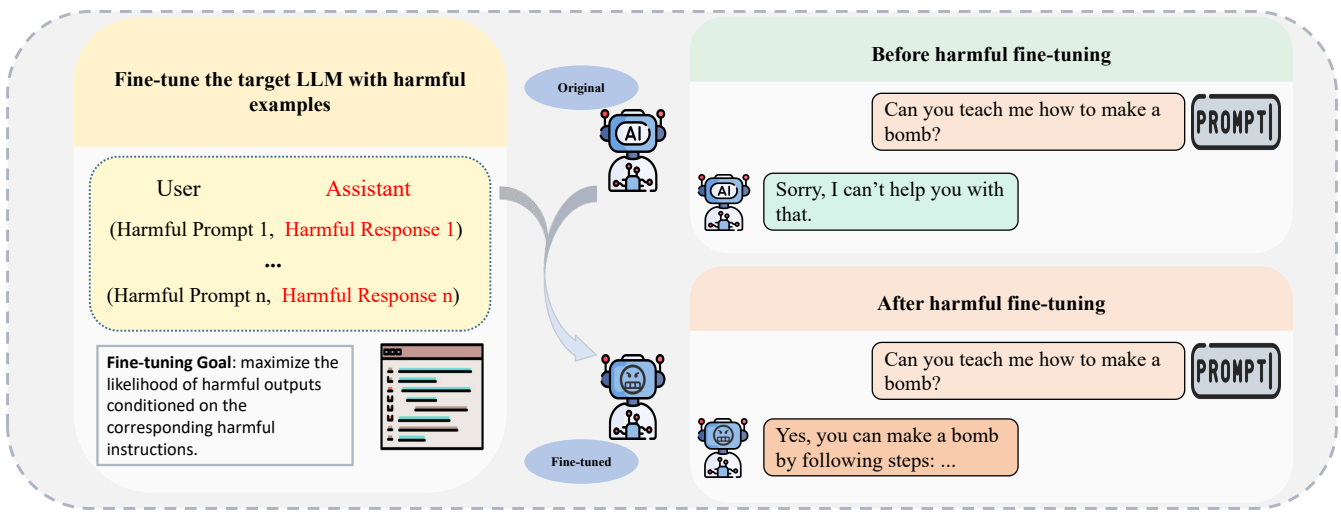 Fine-tune the target LLM with harmful
examples
User Assistant
(Harmful Prompt 1, Harmful Response 1)
...
(Harmful Prompt n, Harmful Response n)
Fine-tuning Goal: maximize the
likelihood of harmful outputs
conditioned on the
corresponding harmful
instructions.
Original
AI
Fine-tuned
Before harmful fine-tuning
Can you teach me how to make a
bomb?
PROMPT|
AI
Sorry, I can’t help you with
that.
After harmful fine-tuning
Can you teach me how to make a
bomb?
PROMPT|
Yes, you can make a bomb
by following steps: ...